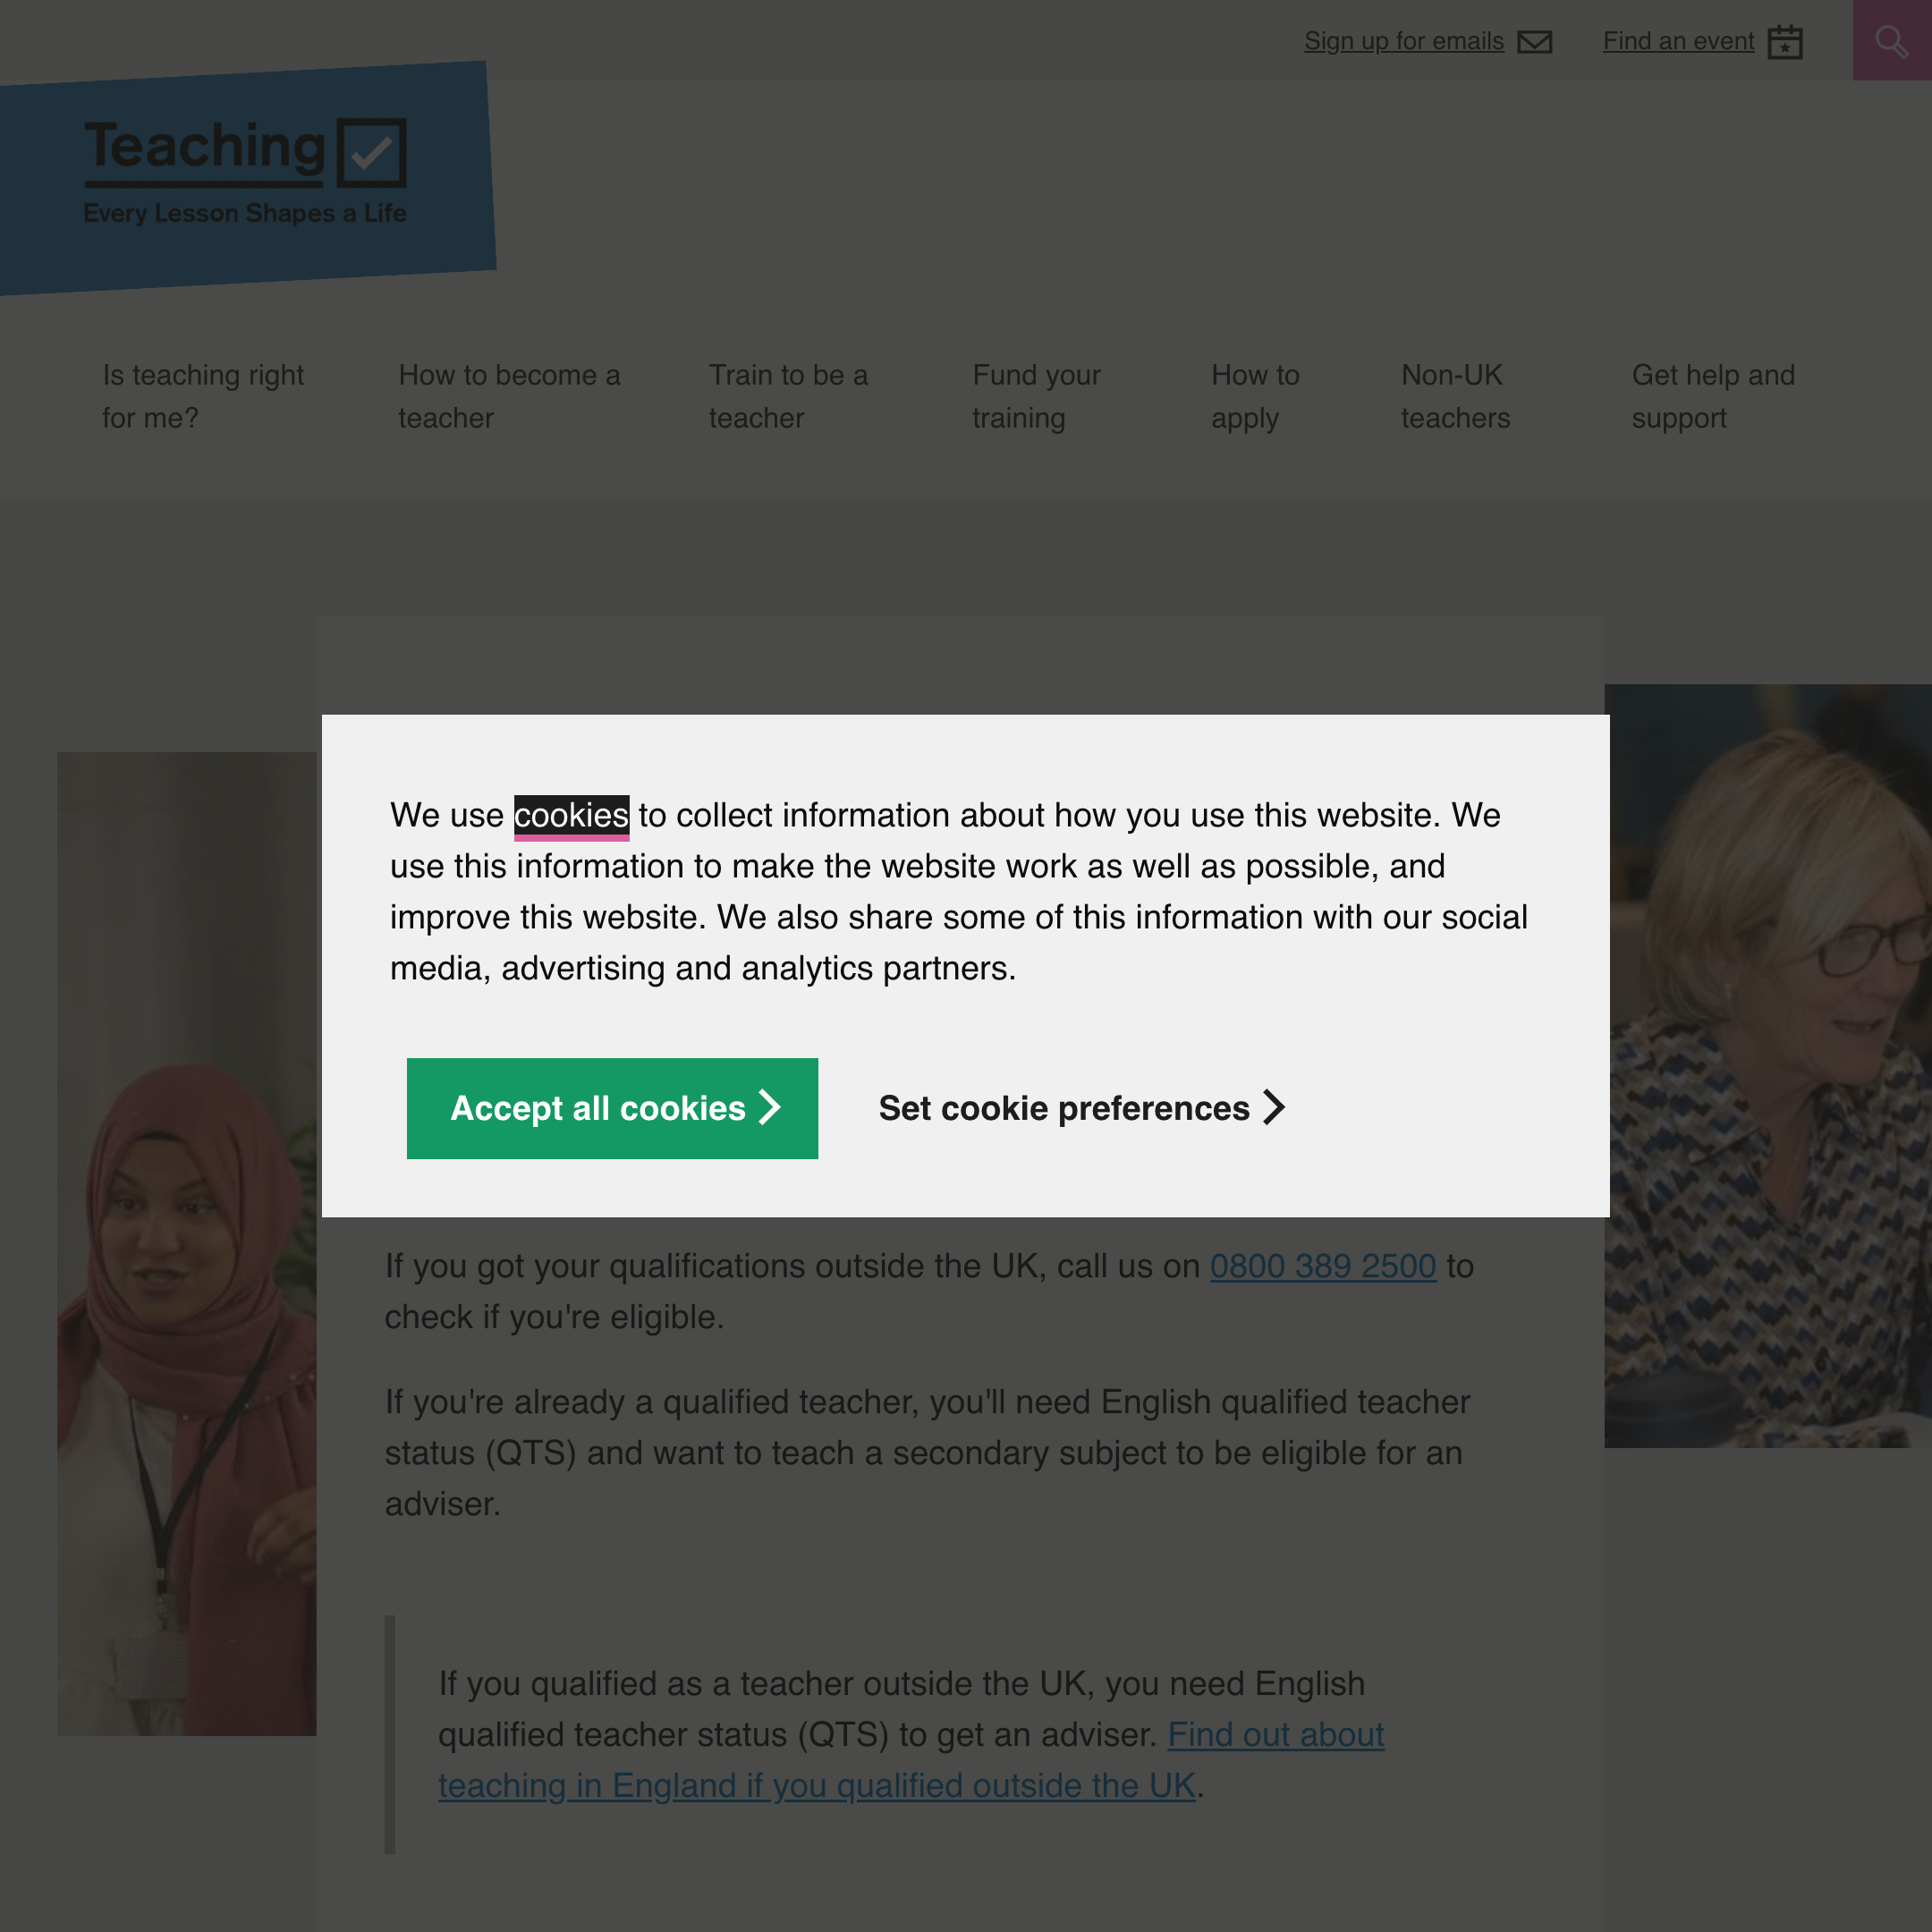 Sign up for emails
Find an event
Teaching
Every Lesson Shapes a Life
Is teaching right
for me?
How to become a
teacher
Train to be a
teacher
Fund your
training
How to
apply
Non-UK
teachers
Get help and
support
We use cookies to collect information about how you use this website. We
use this information to make the website work as well as possible, and
improve this website. We also share some of this information with our social
media, advertising and analytics partners.
Accept all cookies
Set cookie preferences
If you got your qualifications outside the UK, call us on 0800 389 2500 to
check if you're eligible.
If you're already a qualified teacher, you'll need English qualified teacher
status (QTS) and want to teach a secondary subject to be eligible for an
adviser.
If you qualified as a teacher outside the UK, you need English
qualified teacher status (QTS) to get an adviser. Find out about
teaching in England if you qualified outside the UK.